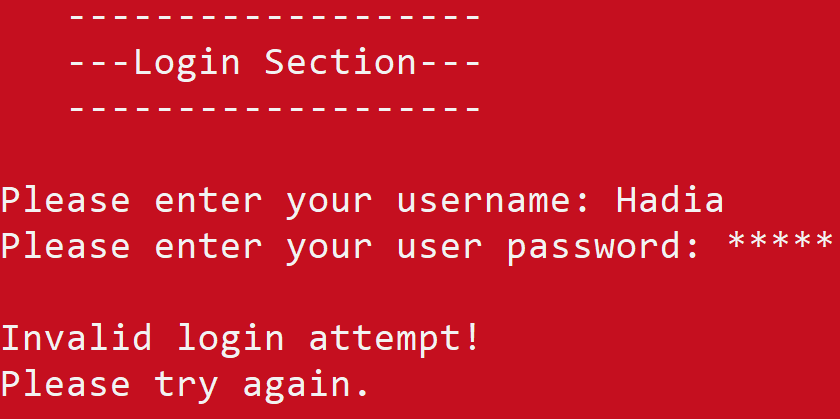 -------------------
---Login Section---
-------------------
Please enter your username: Hadia
Please enter your user password: *****
Invalid login attempt!
Please try again.